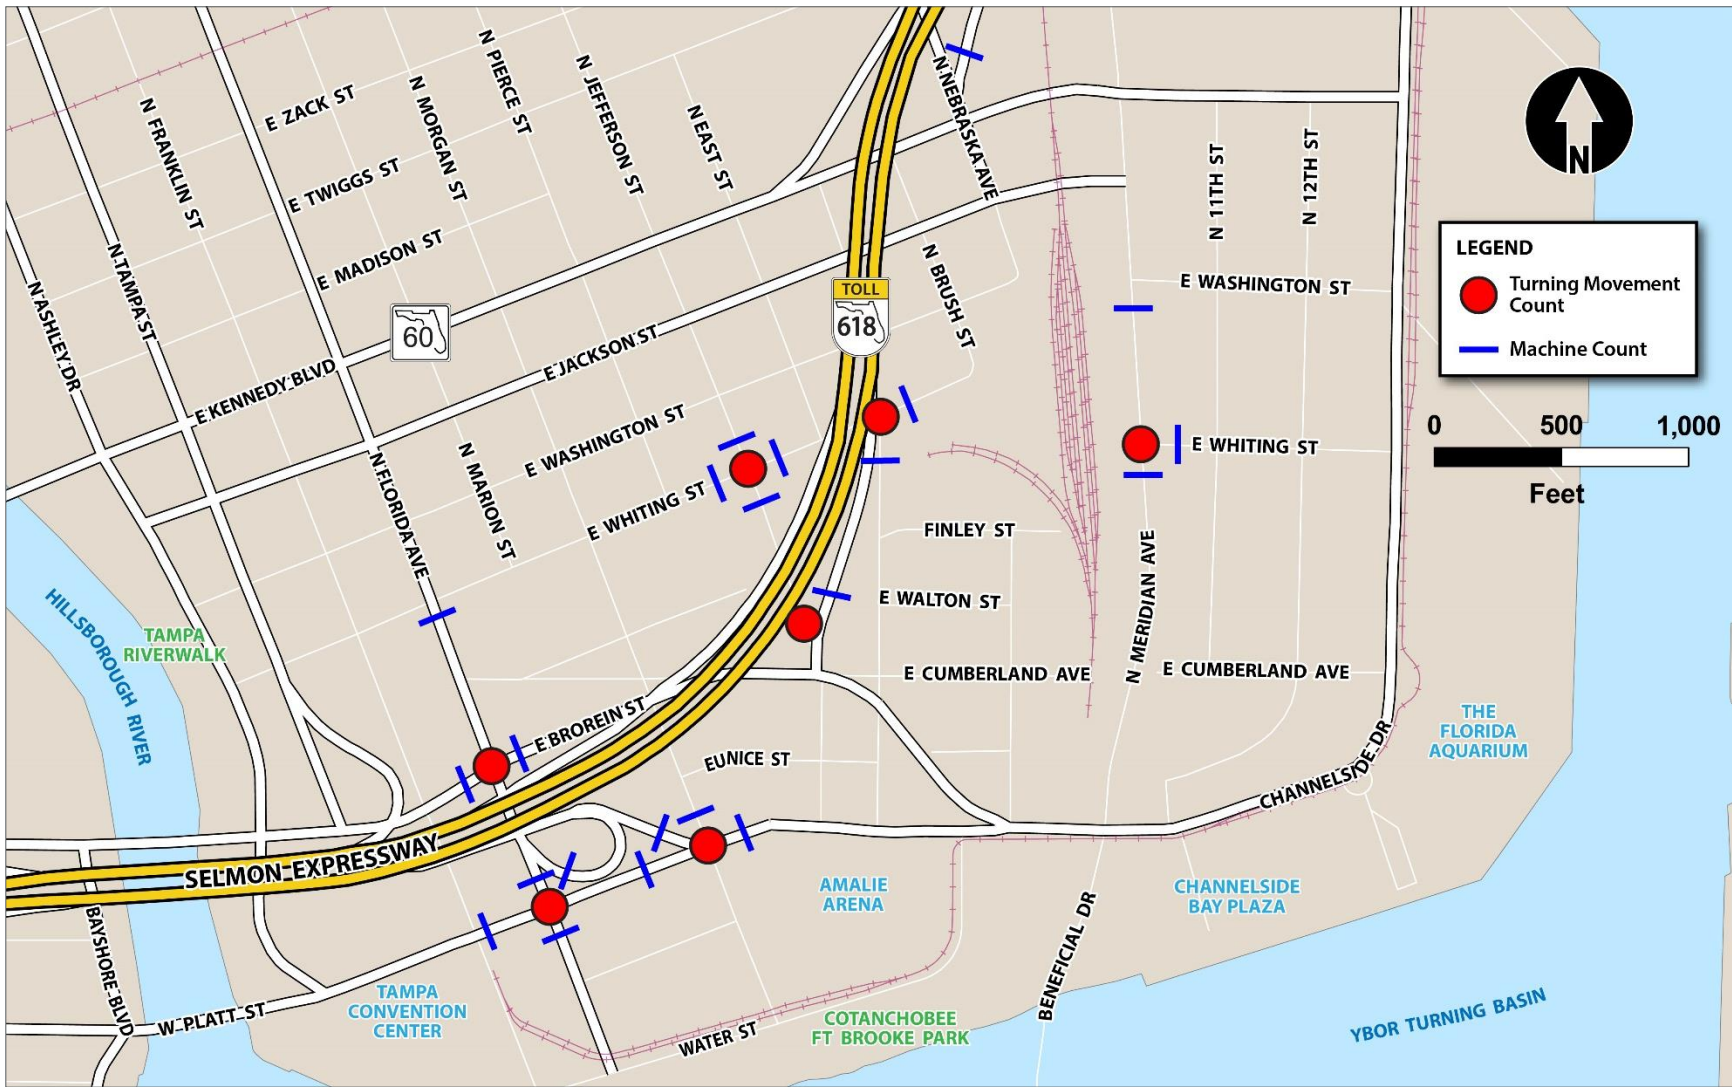 N PIERCE ST
N JEFFERSON ST
N NEBRASKA AVE
E ZACK ST
N FRANKLIN ST
N MORGAN ST
N EAST ST
N
E TWIGGS ST
N 11TH ST
N 12TH ST
E MADISON ST
N TAMPA ST
N ASHLEY DR
N BRUSH ST
E WASHINGTON ST
LEGEND
Turning Movement
Count
Machine Count
TOLL
618
60
E KENNEDY BLVD
E JACKSON ST
0
500
1,000
Feet
E WASHINGTON ST
E WHITING ST
N FLORIDA AVE
N MARION ST
E WHITING ST
FINLEY ST
N MERIDIAN AVE
E WALTON ST
HILLSBOROUGH RIVER
TAMPA
RIVERWALK
E CUMBERLAND AVE
E CUMBERLAND AVE
E BROREIN ST
EUNICE ST
THE
FLORIDA
AQUARIUM
CHANNELSIDE DR
SELMON EXPRESSWAY
AMALIE
ARENA
CHANNELSIDE
BAY PLAZA
BAYSHORE BLVD
BENEFICIAL DR
TAMPA
CONVENTION
CENTER
W PLATT ST
WATER ST
COTANCHOBEE
FT BROOKE PARK
YBOR TURNING BASIN